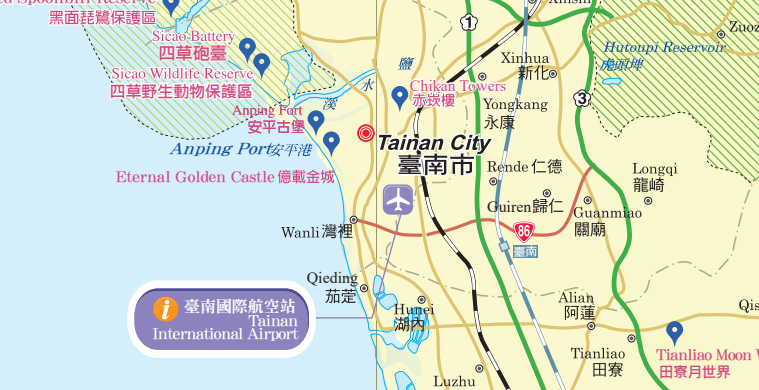 黑面琵鷺保護區
Sicao Battery
四草砲臺
Sicao Wildlife Reserve
四草野生動物保護區
Anping Fort
安平古堡
Anping Port安平港
Eternal Golden Castle 億載金城
鹽
水
溪
Chikan Towers
赤崁樓
Tainan City
臺南市
1
Xinhua
新化
Yongkang
永康
3
Hutoupi Reservoir
虎頭埤
Rende 仁德
Longqi
龍崎
Guiren歸仁
Guanmiao
關廟
86
臺南
Wanli 灣裡
Qieding
茄萣
i 臺南國際航空站
Tainan
International Airport
Hunei
湖內
Alian
阿蓮
Tianliao
田寮
Tianliao Moon W
田寮月世界
Luzhu